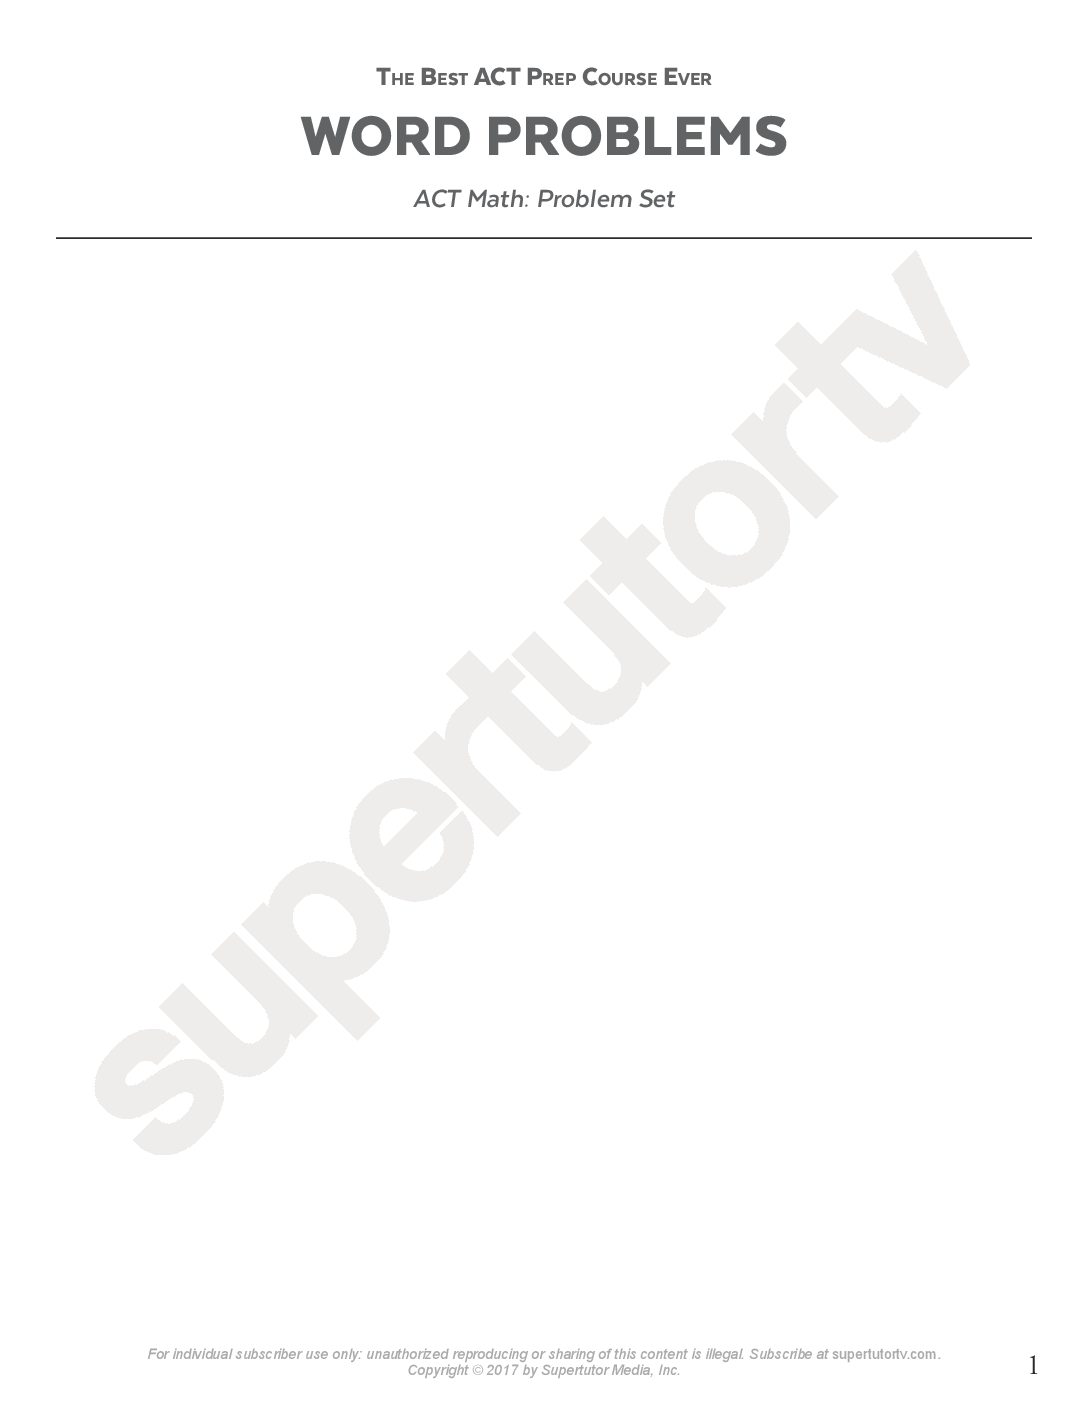 THE BEST ACT PREP COURSE EVER
WORD PROBLEMS
ACT Math: Problem Set
supertutortv
For individual subscriber use only: unauthorized reproducing or sharing of this content is illegal. Subscribe at supertutortv.com.
Copyright © 2017 by Supertutor Media, Inc.
1